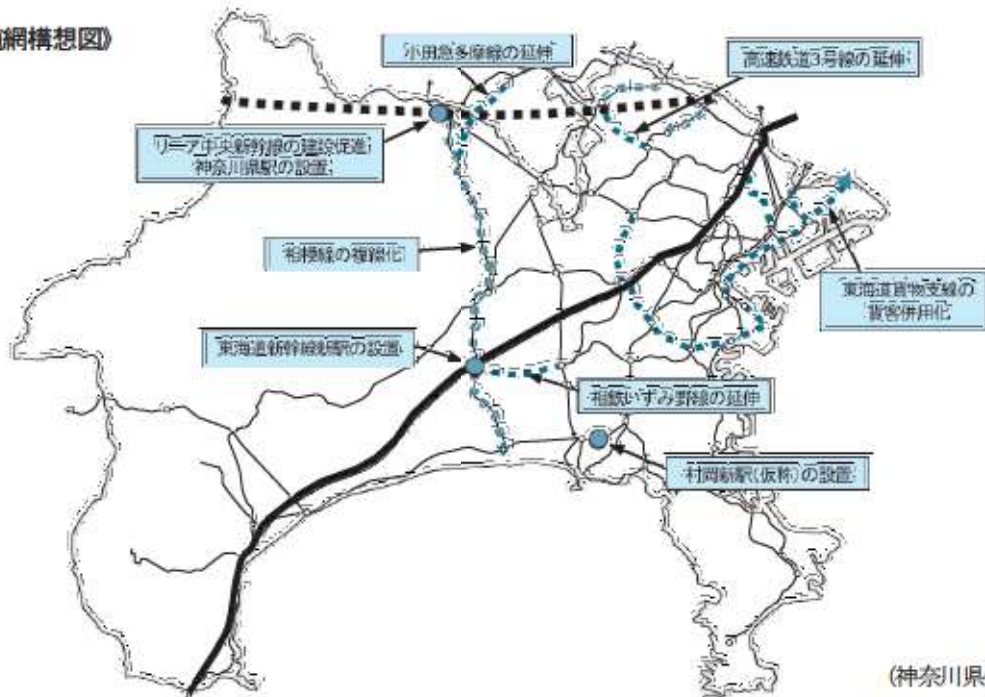 網構想図》
小田急多摩線の延伸
高速鉄道3号線の延伸
リニア中央新幹線の建設促進
神奈川県駅の設置
相模線の複線化
東海道貨物支線の
貨客併用化
東海道新幹線新駅の設置
相鉄いずみ野線の延伸
村岡新駅(仮称)の設置
(神奈川県